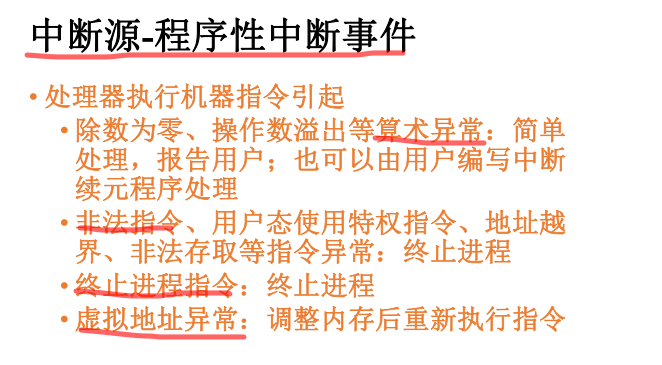 中断源-程序性中断事件
• 处理器执行机器指令引起
• 除数为零、操作数溢出等算术异常：简单
处理，报告用户；也可以由用户编写中断
续元程序处理
• 非法指令、用户态使用特权指令、地址越
界、非法存取等指令异常：终止进程
• 终止进程指令：终止进程
• 虚拟地址异常：调整内存后重新执行指令